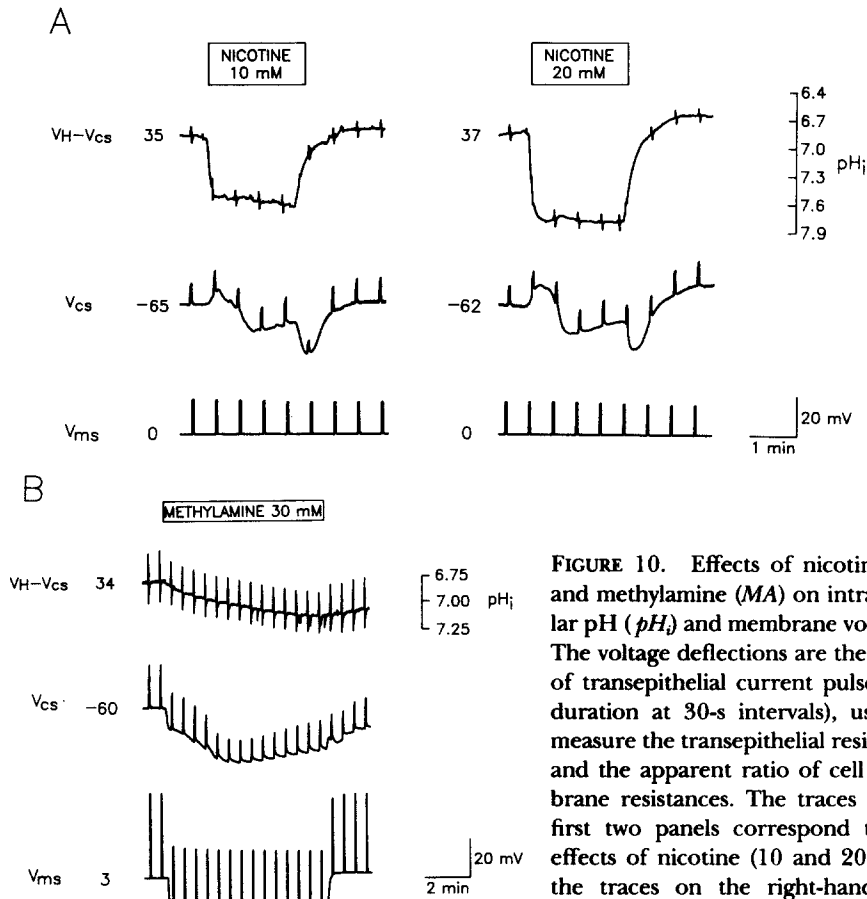 A
NICOTINE
10 mM
NICOTINE
20 mM
VH−Vcs 35
37
6.4
6.7
7.0
7.3
7.6
7.9
pHi
Vcs −65
−62
Vms 0
0
20 mV
1 min
B
METHYLAMINE 30 mM
VH−Vcs 34
6.75
7.00
7.25
pHi
Vcs −60
Vms 3
20 mV
2 min
FIGURE 10. Effects of nicotin
and methylamine (MA) on intra
lar pH (pHi) and membrane vo
The voltage deflections are the
of transepithelial current pulse
duration at 30-s intervals), us
measure the transepithelial resi
and the apparent ratio of cell
brane resistances. The traces
first two panels correspond t
effects of nicotine (10 and 20
the traces on the right-hand